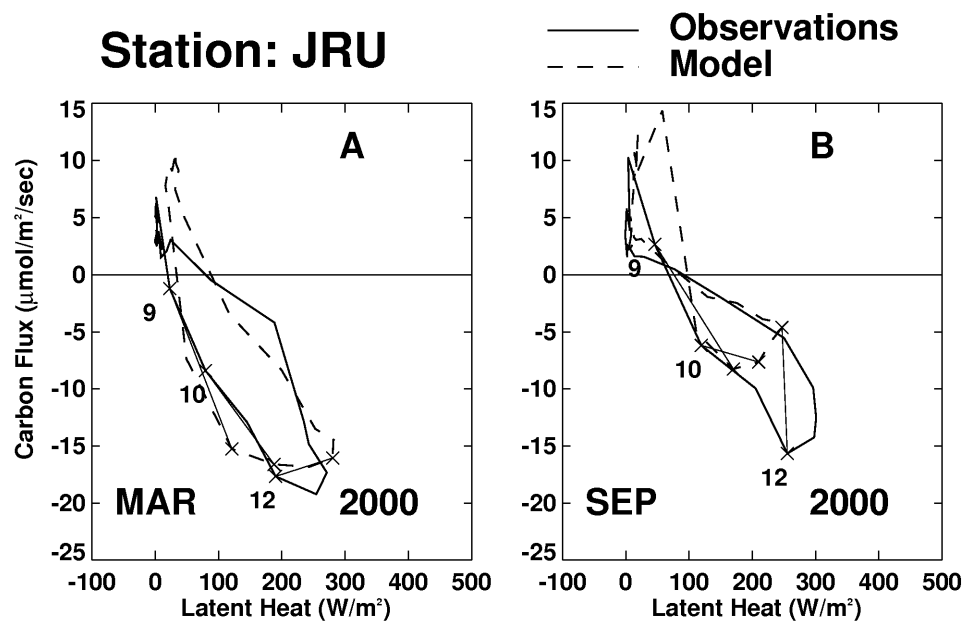 Station: JRU
Observations
Model
Carbon Flux (μmol/m²/sec)
15
10
5
0
-5
-10
-15
-20
-25
A
9
10
12
MAR
2000
-100 0 100 200 300 400 500
Latent Heat (W/m²)
15
10
5
0
-5
-10
-15
-20
-25
B
9
10
12
SEP
2000
-100 0 100 200 300 400 500
Latent Heat (W/m²)